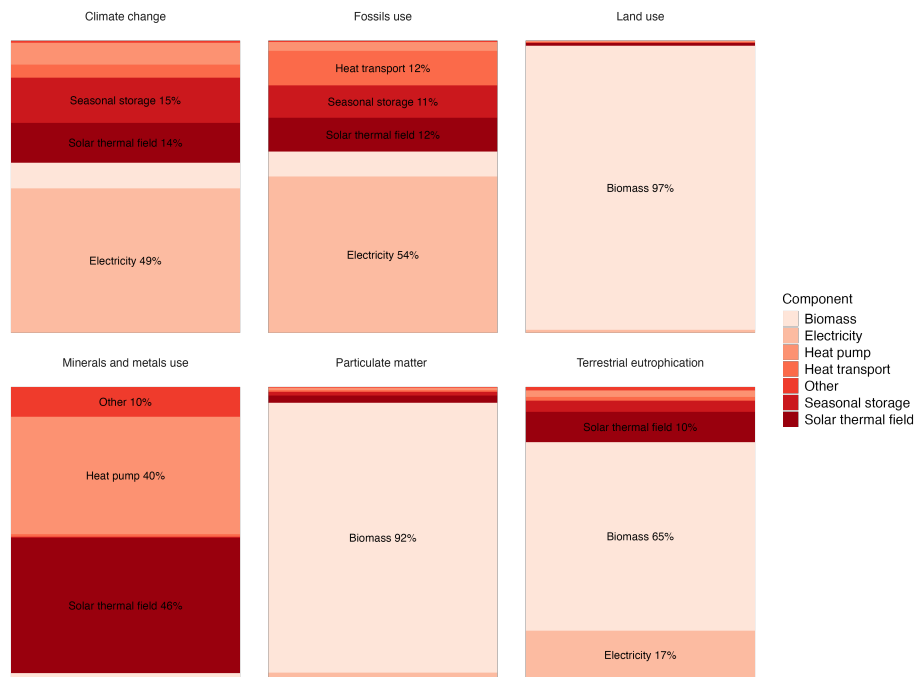 Climate change
Fossils use
Land use
Seasonal storage 15%
Solar thermal field 14%
Electricity 49%
Heat transport 12%
Seasonal storage 11%
Solar thermal field 12%
Electricity 54%
Biomass 97%
Minerals and metals use
Particulate matter
Terrestrial eutrophication
Other 10%
Heat pump 40%
Solar thermal field 46%
Biomass 92%
Solar thermal field 10%
Biomass 65%
Electricity 17%
Component
Biomass
Electricity
Heat pump
Heat transport
Other
Seasonal storage
Solar thermal field